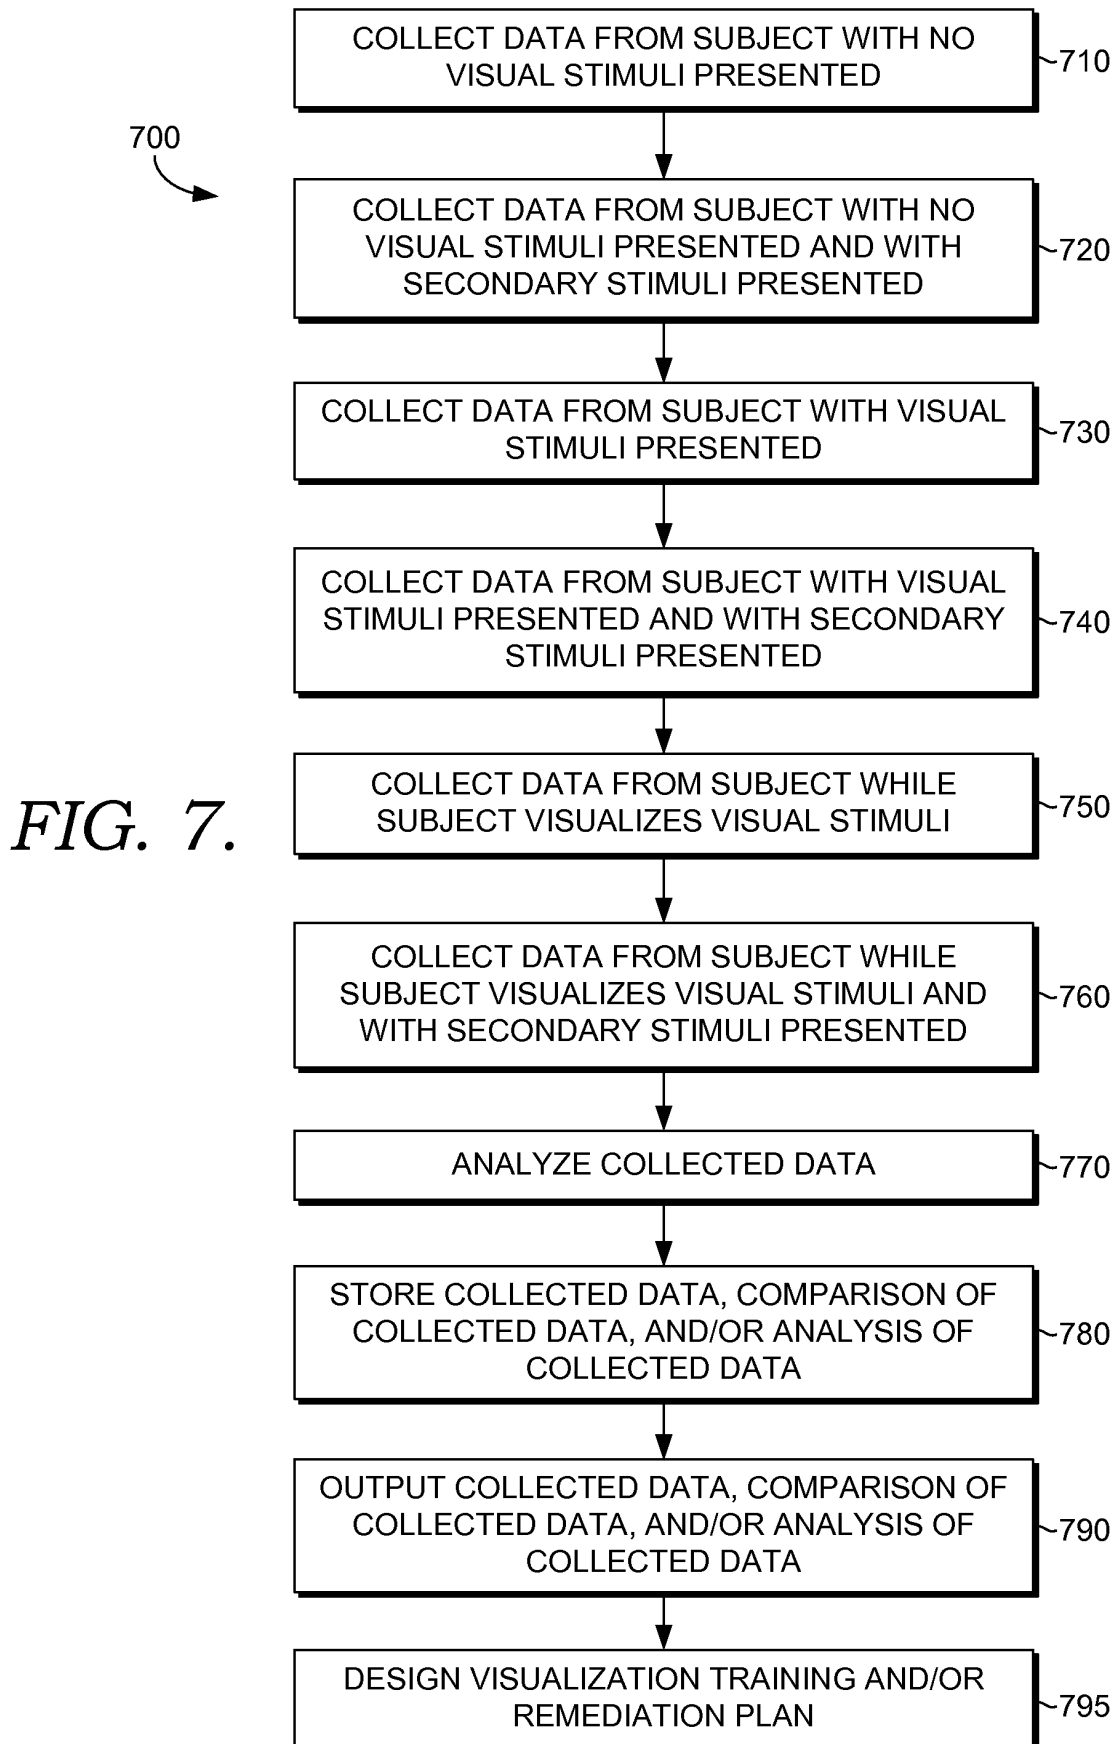 COLLECT DATA FROM SUBJECT WITH NO
VISUAL STIMULI PRESENTED
710
700
COLLECT DATA FROM SUBJECT WITH NO
VISUAL STIMULI PRESENTED AND WITH
SECONDARY STIMULI PRESENTED
720
COLLECT DATA FROM SUBJECT WITH VISUAL
STIMULI PRESENTED
730
COLLECT DATA FROM SUBJECT WITH VISUAL
STIMULI PRESENTED AND WITH SECONDARY
STIMULI PRESENTED
740
COLLECT DATA FROM SUBJECT WHILE
SUBJECT VISUALIZES VISUAL STIMULI
750
FIG. 7.
COLLECT DATA FROM SUBJECT WHILE
SUBJECT VISUALIZES VISUAL STIMULI AND
WITH SECONDARY STIMULI PRESENTED
760
ANALYZE COLLECTED DATA
770
STORE COLLECTED DATA, COMPARISON OF
COLLECTED DATA, AND/OR ANALYSIS OF
COLLECTED DATA
780
OUTPUT COLLECTED DATA, COMPARISON OF
COLLECTED DATA, AND/OR ANALYSIS OF
COLLECTED DATA
790
DESIGN VISUALIZATION TRAINING AND/OR
REMEDIATION PLAN
795